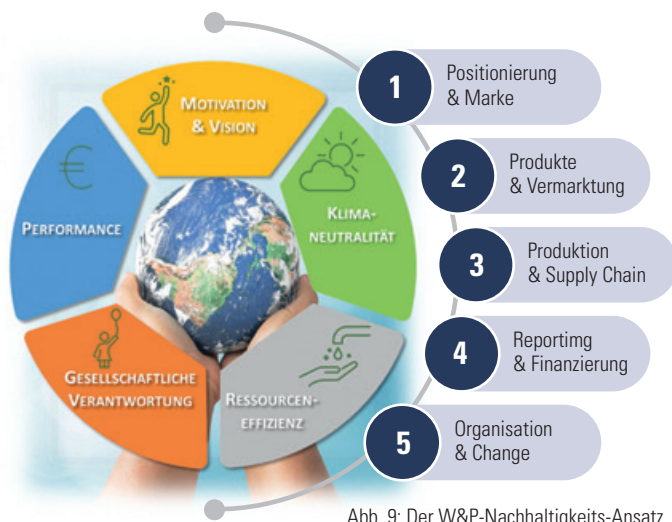 MOTIVATION
& VISION
KLIMA-
NEUTRALITÄT
RESSOURCEN-
EFFIZIENZ
GESELLSCHAFTLICHE
VERANTWORTUNG
PERFORMANCE
€
1
Positionierung
& Marke
2
Produkte
& Vermarktung
3
Produktion
& Supply Chain
4
Reportimg
& Finanzierung
5
Organisation
& Change
Abb. 9: Der W&P-Nachhaltigkeits-Ansatz